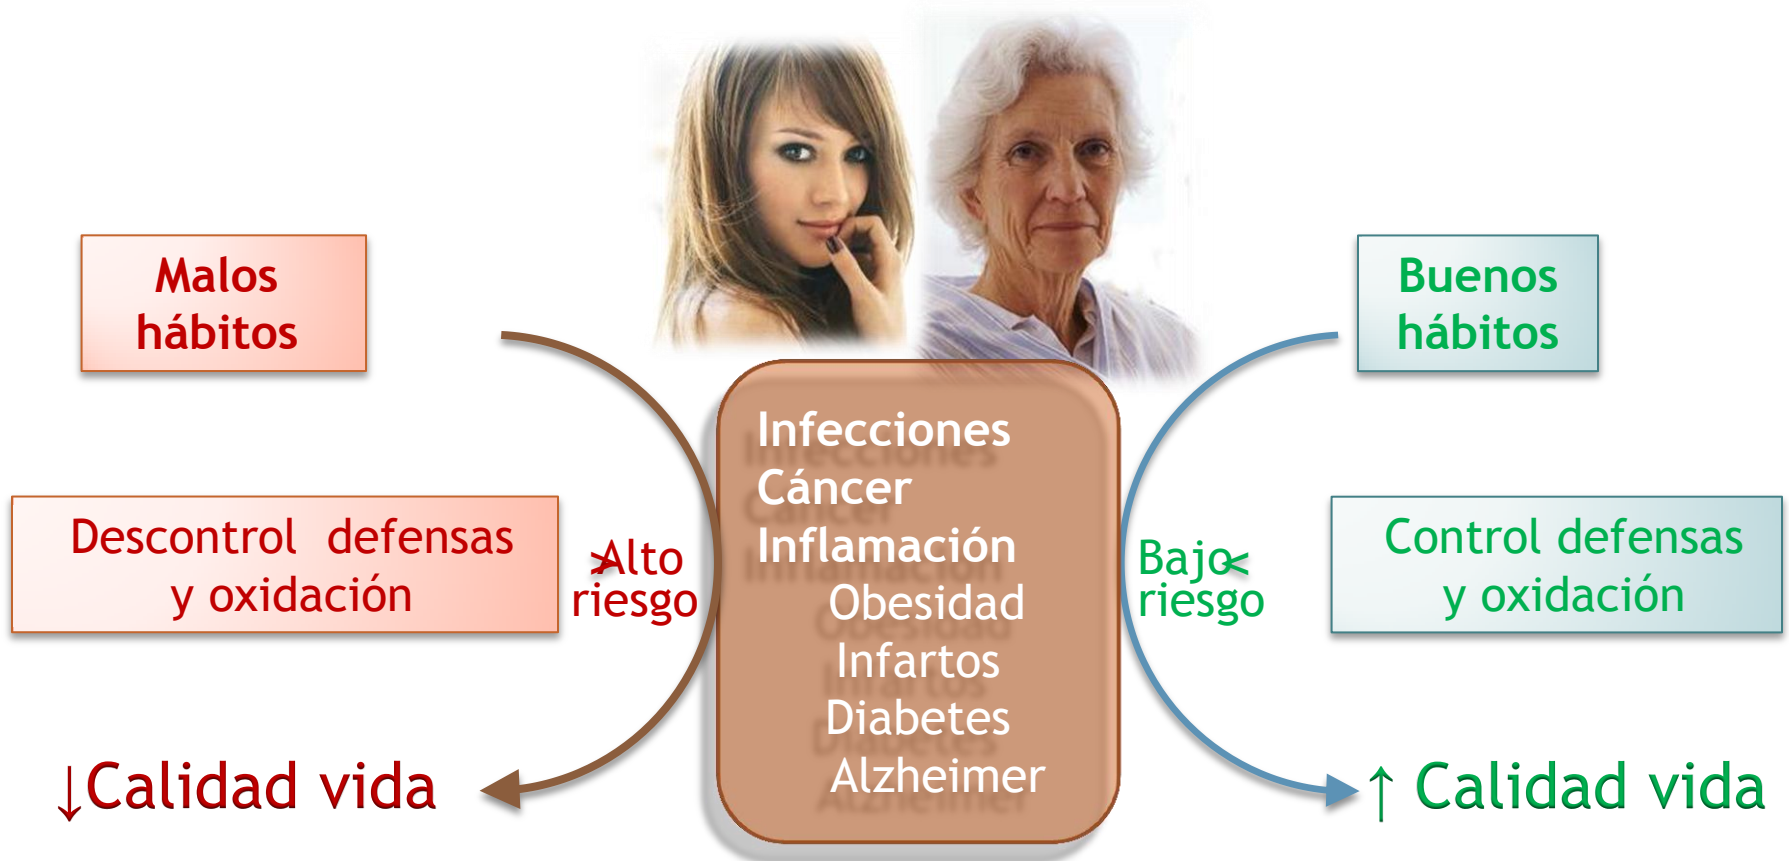 Malos
hábitos
Descontrol defensas
y oxidación
>Alto
riesgo
↓Calidad vida
Infecciones
Cáncer
Inflamación
Obesidad
Infartos
Diabetes
Alzheimer
Buenos
hábitos
Bajo<
riesgo
Control defensas
y oxidación
↑ Calidad vida